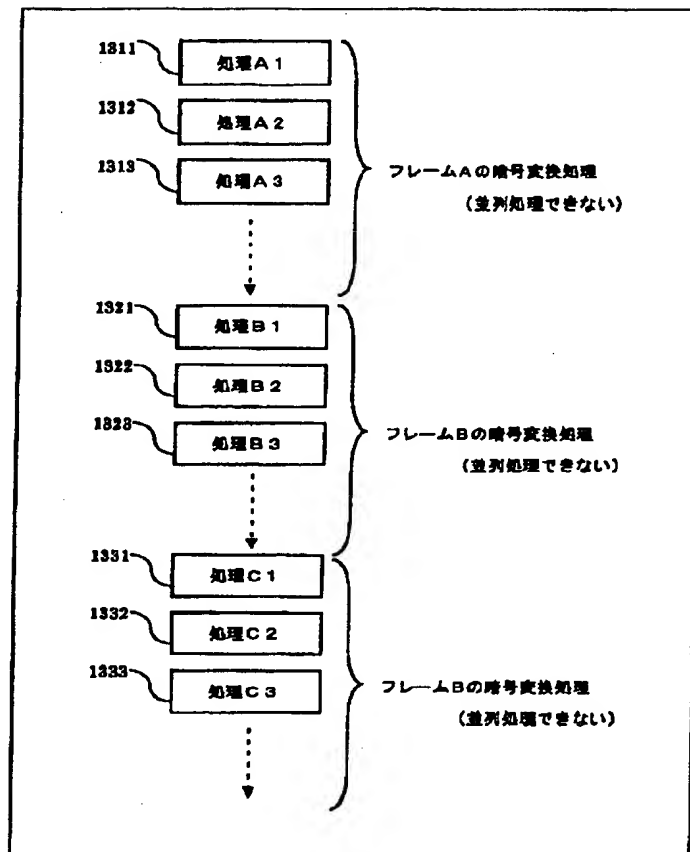 1311 処理A1
1312 処理A2
1313 処理A3
フレームAの暗号変換処理
(並列処理できない)
1321 処理B1
1322 処理B2
1323 処理B3
フレームBの暗号変換処理
(並列処理できない)
1331 処理C1
1332 処理C2
1333 処理C3
フレームBの暗号変換処理
(並列処理できない)